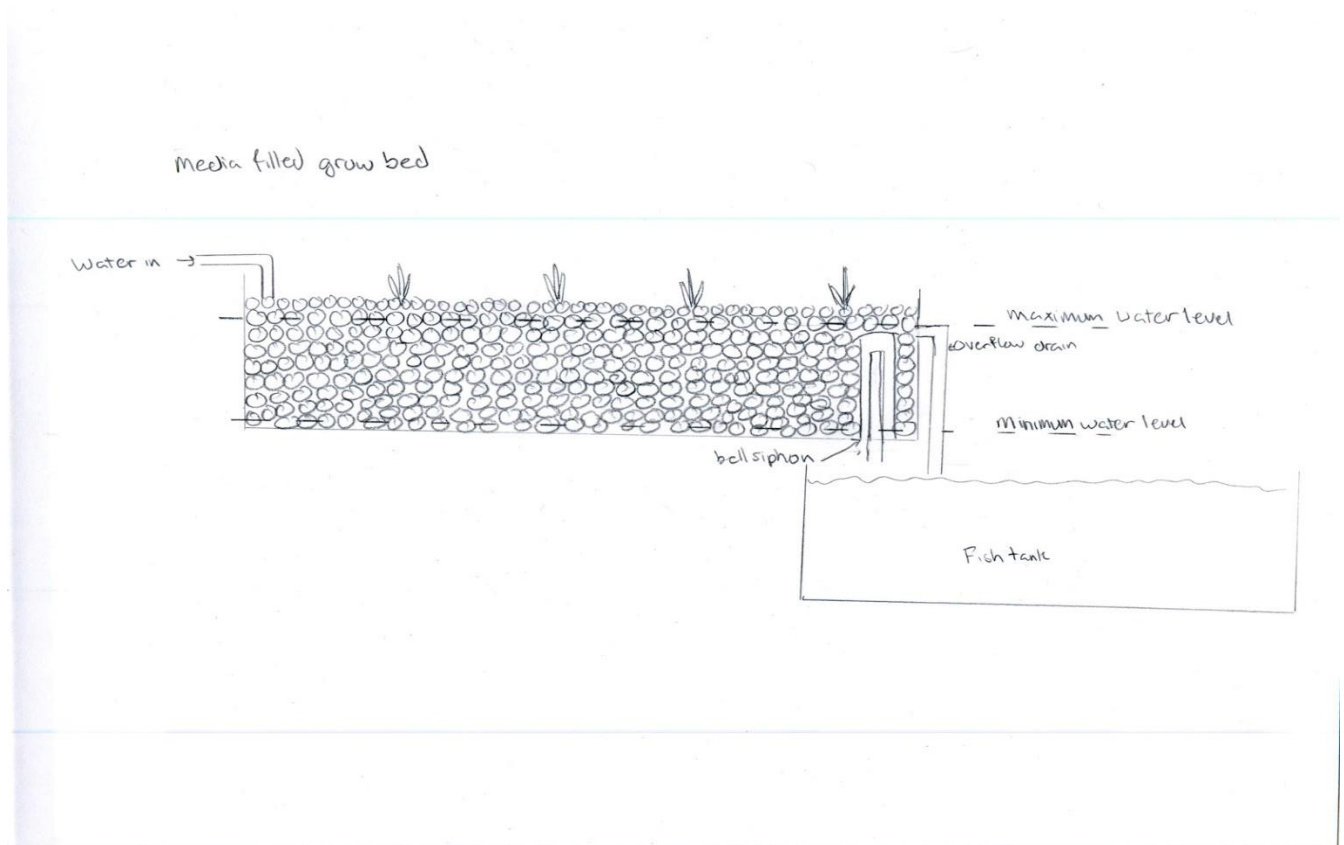 Media filled grow bed
Water in
maximum water level
overflow drain
minimum water level
bell siphon
Fish tank